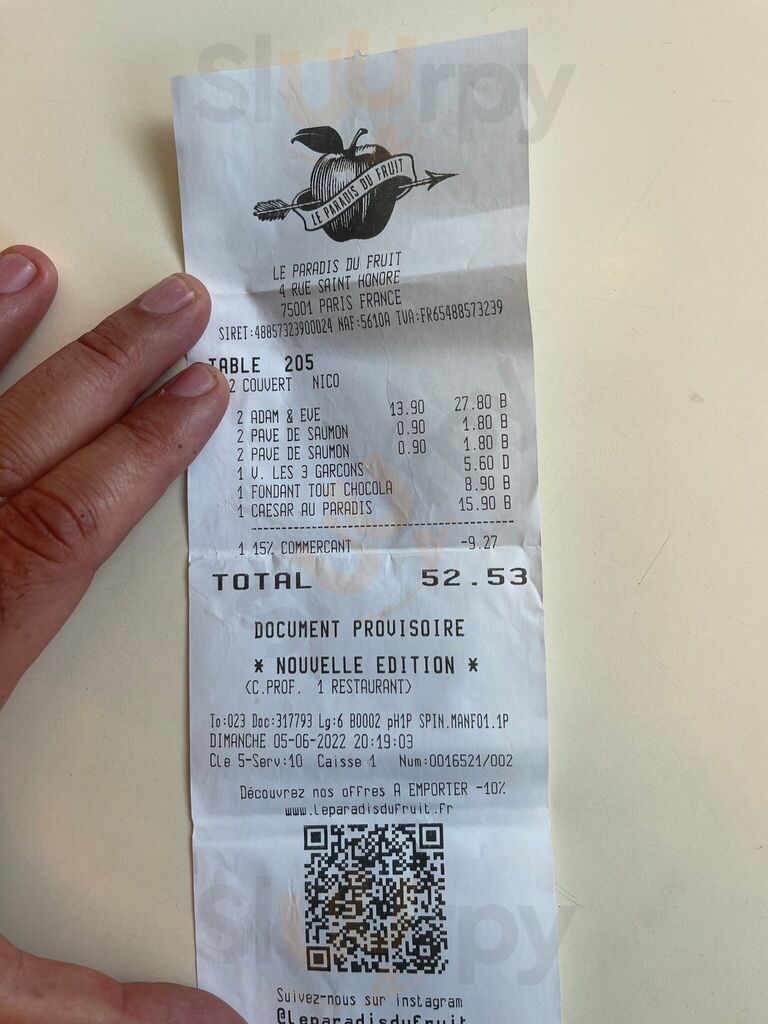 Sluurpy
LE PARADIS DU FRUIT
LE PARADIS DU FRUIT
4 RUE SAINT HONORE
75001 PARIS FRANCE
SIRET:48857323900024 NAF:5610A TVA:FR65488573239
TABLE 205
2 COUVERT NICO
2 ADAM & EVE 13.90 27.80 B
2 PAVE DE SAUMON 0.90 1.80 B
2 PAVE DE SAUMON 0.90 1.80 B
1 V. LES 3 GARCONS 5.60 D
1 FONDANT TOUT CHOCOLA 8.90 B
1 CAESAR AU PARADIS 15.90 B
1 15% COMMERCANT -9.27
TOTAL 52.53
DOCUMENT PROVISOIRE
* NOUVELLE EDITION *
(C.PROF. 1 RESTAURANT)
To:023 Doc:317793 Lg:6 B0002 pH1P SPIN.MANF01.1P
DIMANCHE 05-06-2022 20:19:03
Cle 5-Serv:10 Caisse 1 Num:0016521/002
Découvrez nos offres A EMPORTER -10%
www.leparadisdufruit.fr
Sluurpy
Suivez-nous sur instagram
@leparadisdufruit